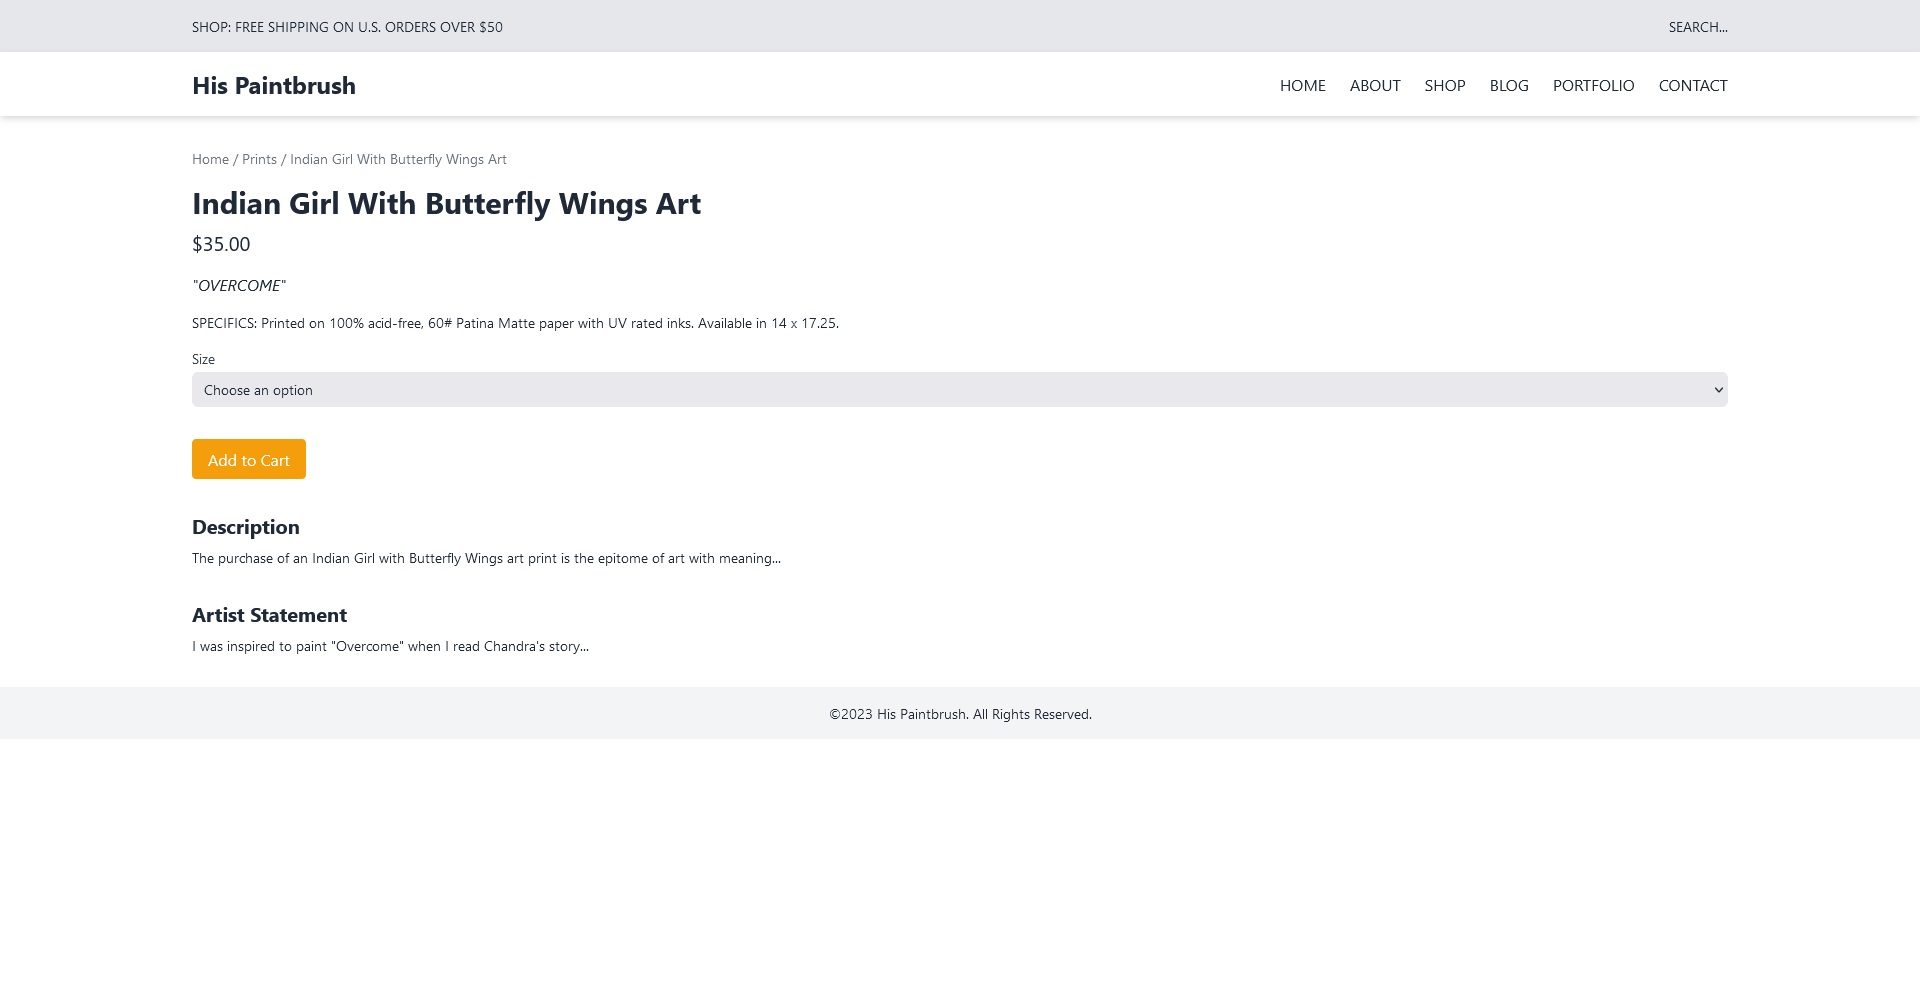 SHOP: FREE SHIPPING ON U.S. ORDERS OVER $50
SEARCH...
His Paintbrush
HOME ABOUT SHOP BLOG PORTFOLIO CONTACT
Home / Prints / Indian Girl With Butterfly Wings Art
Indian Girl With Butterfly Wings Art
$35.00
"OVERCOME"
SPECIFICS: Printed on 100% acid-free, 60# Patina Matte paper with UV rated inks. Available in 14 x 17.25.
Size
Choose an option
Add to Cart
Description
The purchase of an Indian Girl with Butterfly Wings art print is the epitome of art with meaning...
Artist Statement
I was inspired to paint "Overcome" when I read Chandra's story...
©2023 His Paintbrush. All Rights Reserved.